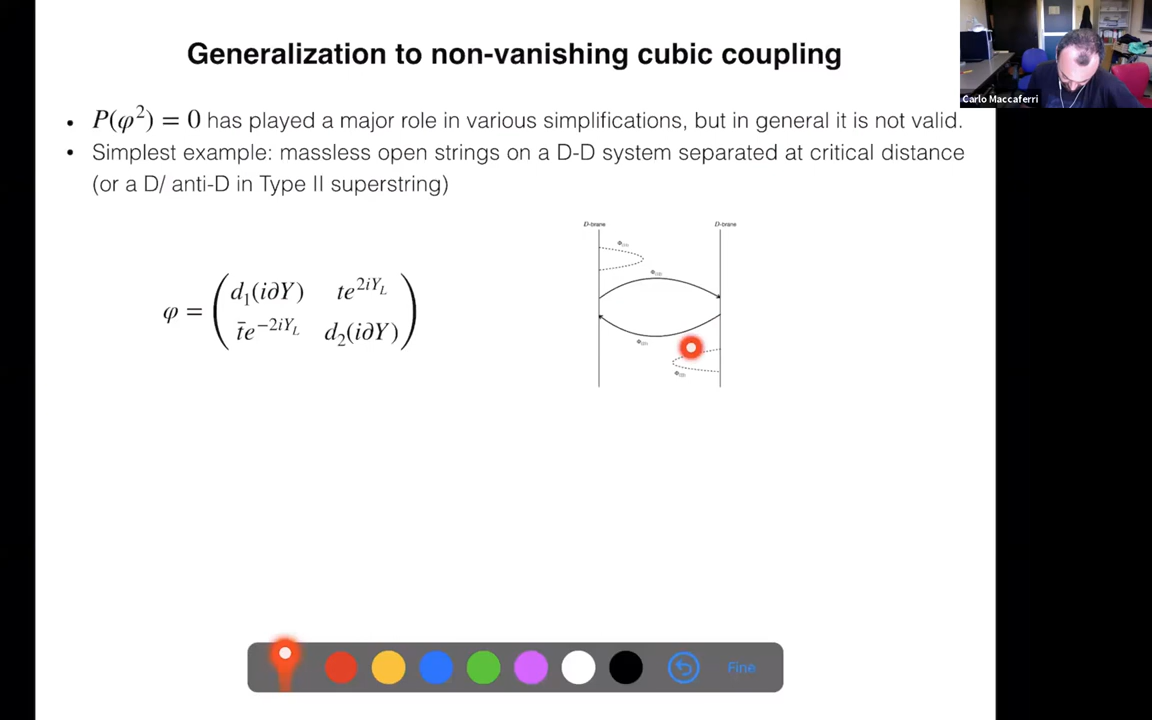 Generalization to non-vanishing cubic coupling
Carlo Maccaferri
• P(φ²) = 0 has played a major role in various simplifications, but in general it is not valid.
• Simplest example: massless open strings on a D-D system separated at critical distance
(or a D/ anti-D in Type II superstring)
D-brane D-brane
φ = ( d₁(i∂Y) te^{2iY_L}
t̄e^{−2iY_L} d₂(i∂Y) )
Fine